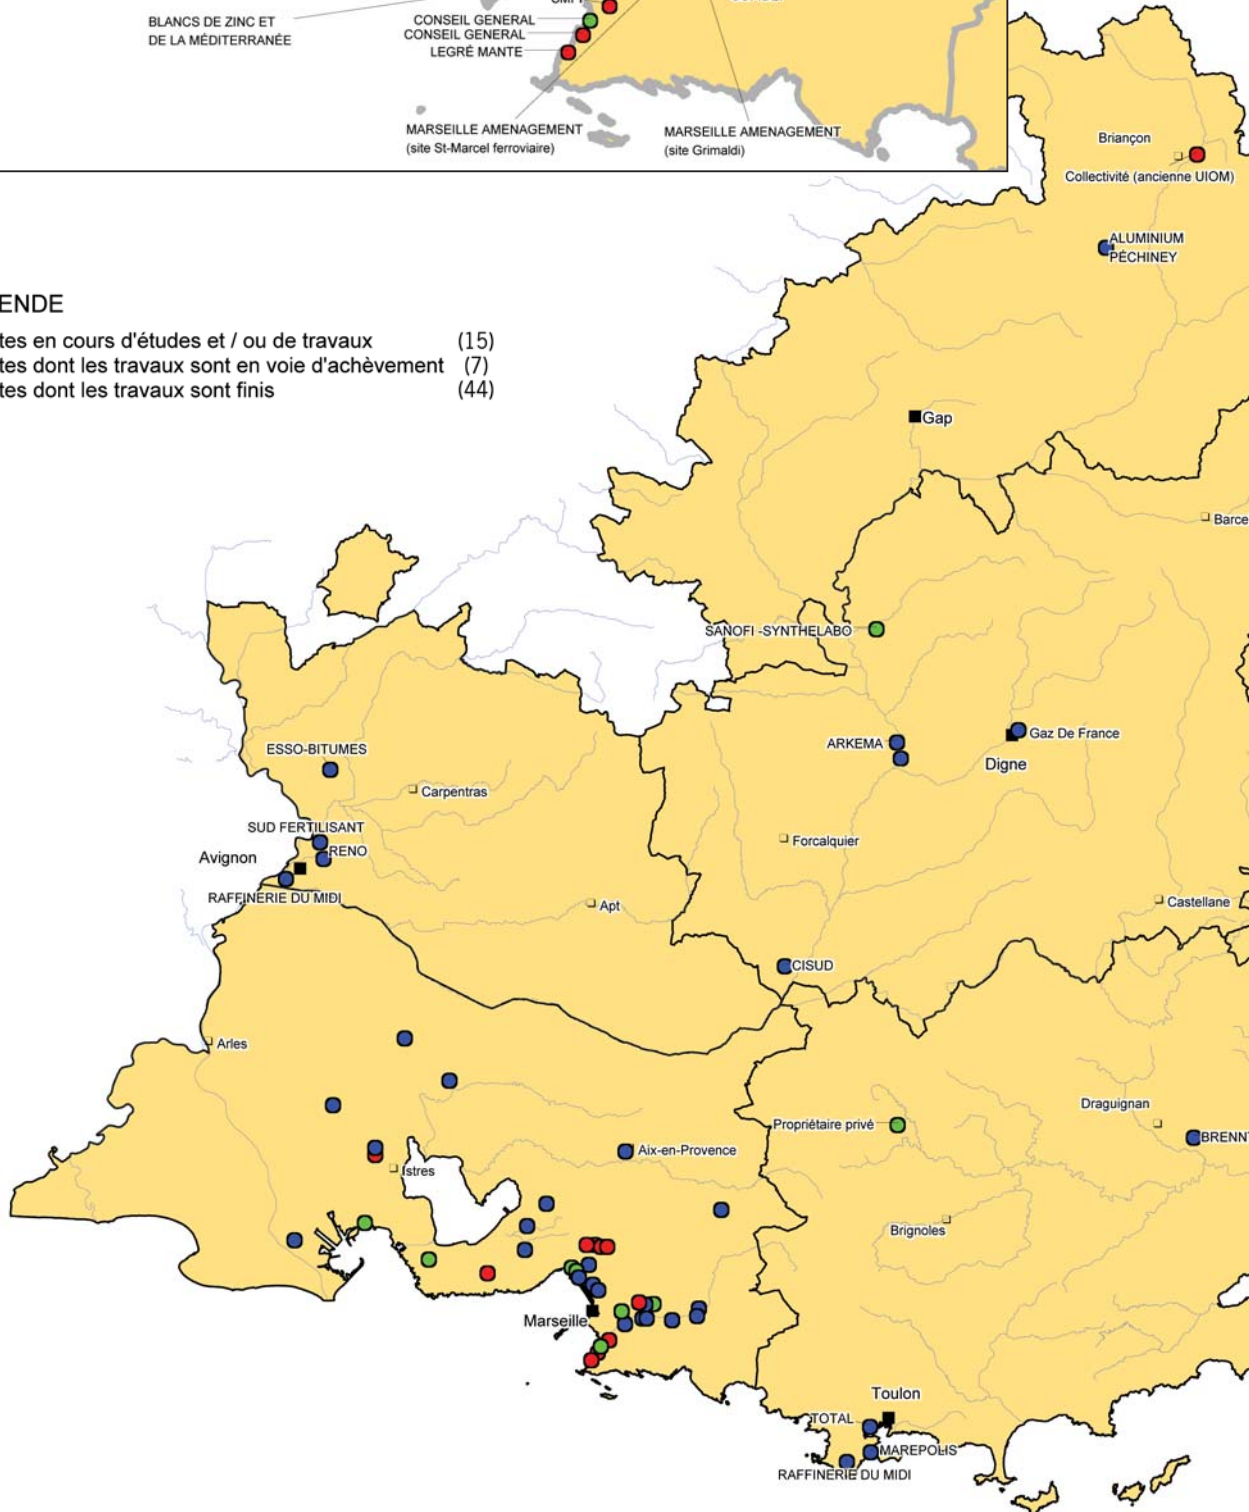 BLANCS DE ZINC ET
DE LA MÉDITERRANÉE
CONSEIL GENERAL
CONSEIL GENERAL
LEGRÉ MANTE
MARSEILLE AMENAGEMENT
(site St-Marcel ferroviaire)
MARSEILLE AMENAGEMENT
(site Grimaldi)
Briançon
Collectivité (ancienne UIOM)
ALUMINIUM
PÉCHINEY
ENDE
tes en cours d'études et / ou de travaux (15)
tes dont les travaux sont en voie d'achèvement (7)
tes dont les travaux sont finis (44)
Gap
Barce
SANOFI -SYNTHELABO
ARKEMA
Gaz De France
Digne
ESSO-BITUMES
Carpentras
SUD FERTILISANT
RENO
Avignon
RAFFINERIE DU MIDI
Forcalquier
Apt
Castellane
CISUD
Arles
Draguignan
Propriétaire privé
BRENNT
Aix-en-Provence
Istres
Brignoles
Marseille
Toulon
TOTAL
MAREPOLIS
RAFFINERIE DU MIDI